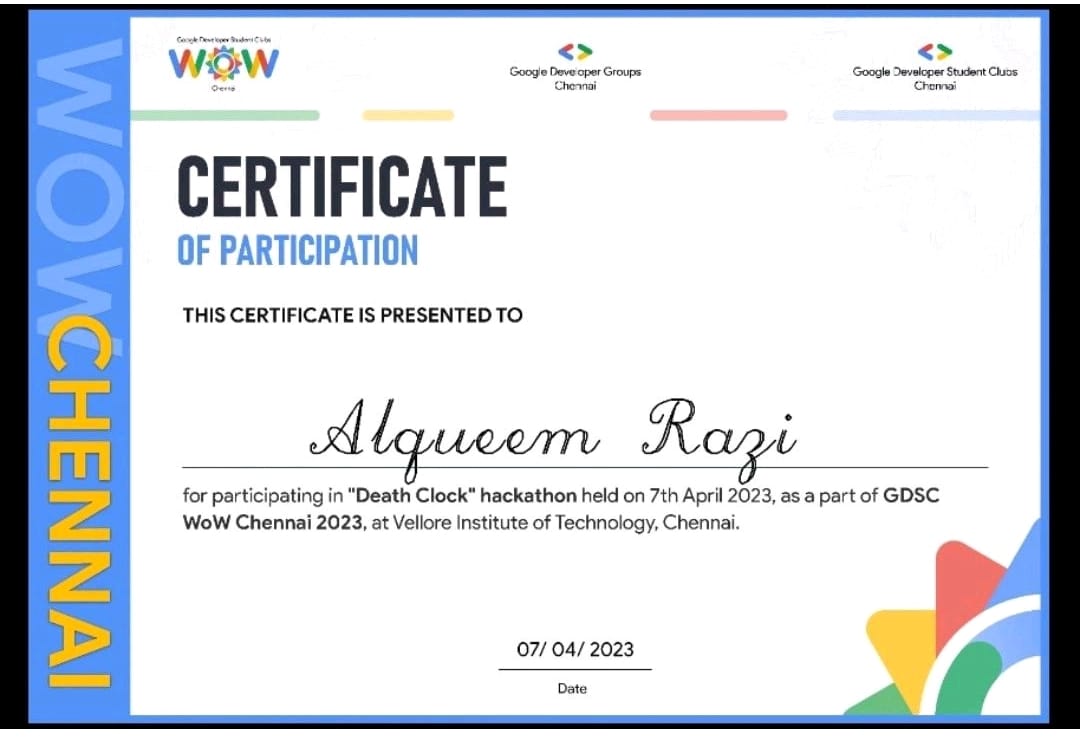 Google Developer Student Clubs
WOW
Chennai
Google Developer Groups
Chennai
Google Developer Student Clubs
Chennai
WOW
CHENNAI
CERTIFICATE
OF PARTICIPATION
THIS CERTIFICATE IS PRESENTED TO
Alqueem Razi
for participating in "Death Clock" hackathon held on 7th April 2023, as a part of GDSC
WoW Chennai 2023, at Vellore Institute of Technology, Chennai.
07/ 04/ 2023
Date